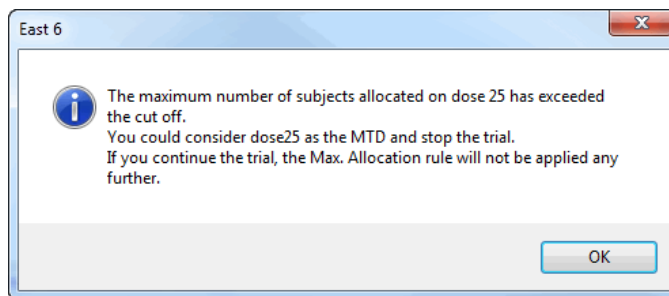 East 6
The maximum number of subjects allocated on dose 25 has exceeded
the cut off.
You could consider dose25 as the MTD and stop the trial.
If you continue the trial, the Max. Allocation rule will not be applied any
further.
OK